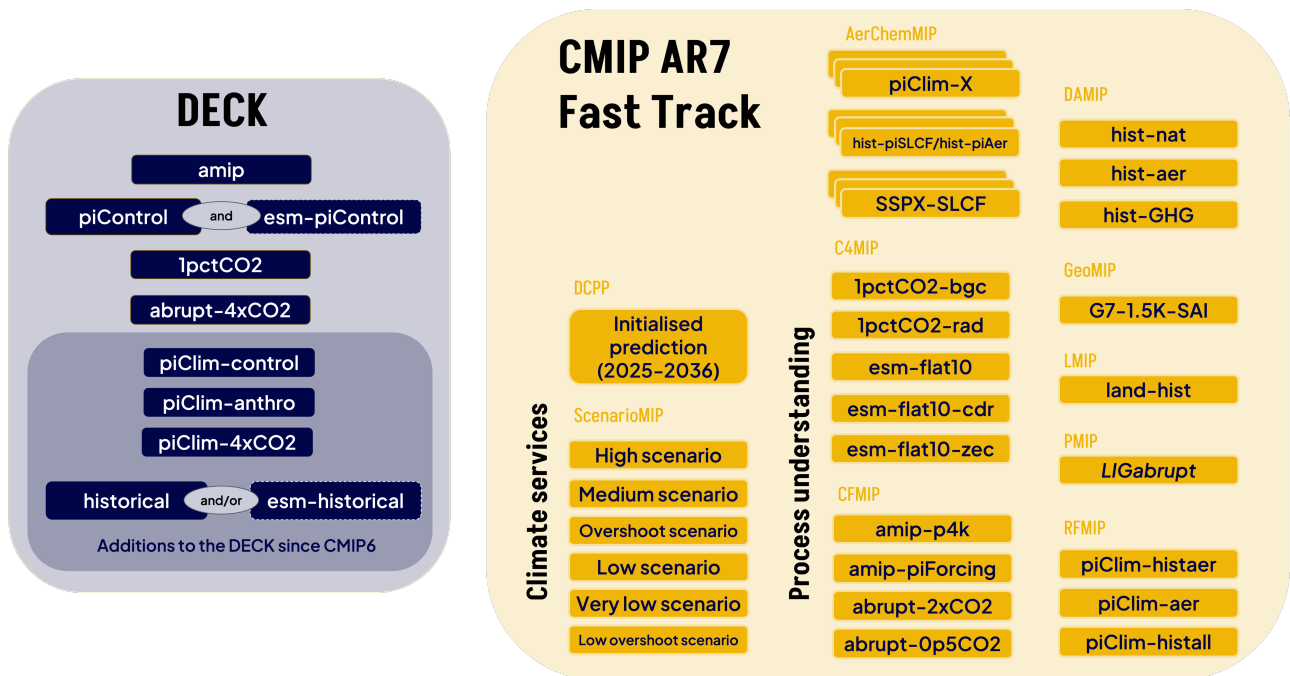 DECK
amip
piControl
and
esm-piControl
1pctCO2
abrupt-4xCO2
piClim-control
piClim-anthro
piClim-4xCO2
historical
and/or
esm-historical
Additions to the DECK since CMIP6
CMIP AR7
Fast Track
Climate services
DCPP
Initialised
prediction
(2025-2036)
ScenarioMIP
High scenario
Medium scenario
Overshoot scenario
Low scenario
Very low scenario
Low overshoot scenario
Process understanding
AerChemMIP
piClim-X
hist-piSLCF/hist-piAer
SSPX-SLCF
C4MIP
1pctCO2-bgc
1pctCO2-rad
esm-flat10
esm-flat10-cdr
esm-flat10-zec
CFMIP
amip-p4k
amip-piForcing
abrupt-2xCO2
abrupt-0p5CO2
DAMIP
hist-nat
hist-aer
hist-GHG
GeoMIP
G7-1.5K-SAI
LMIP
land-hist
PMIP
LIGabrupt
RFMIP
piClim-histaer
piClim-aer
piClim-histall